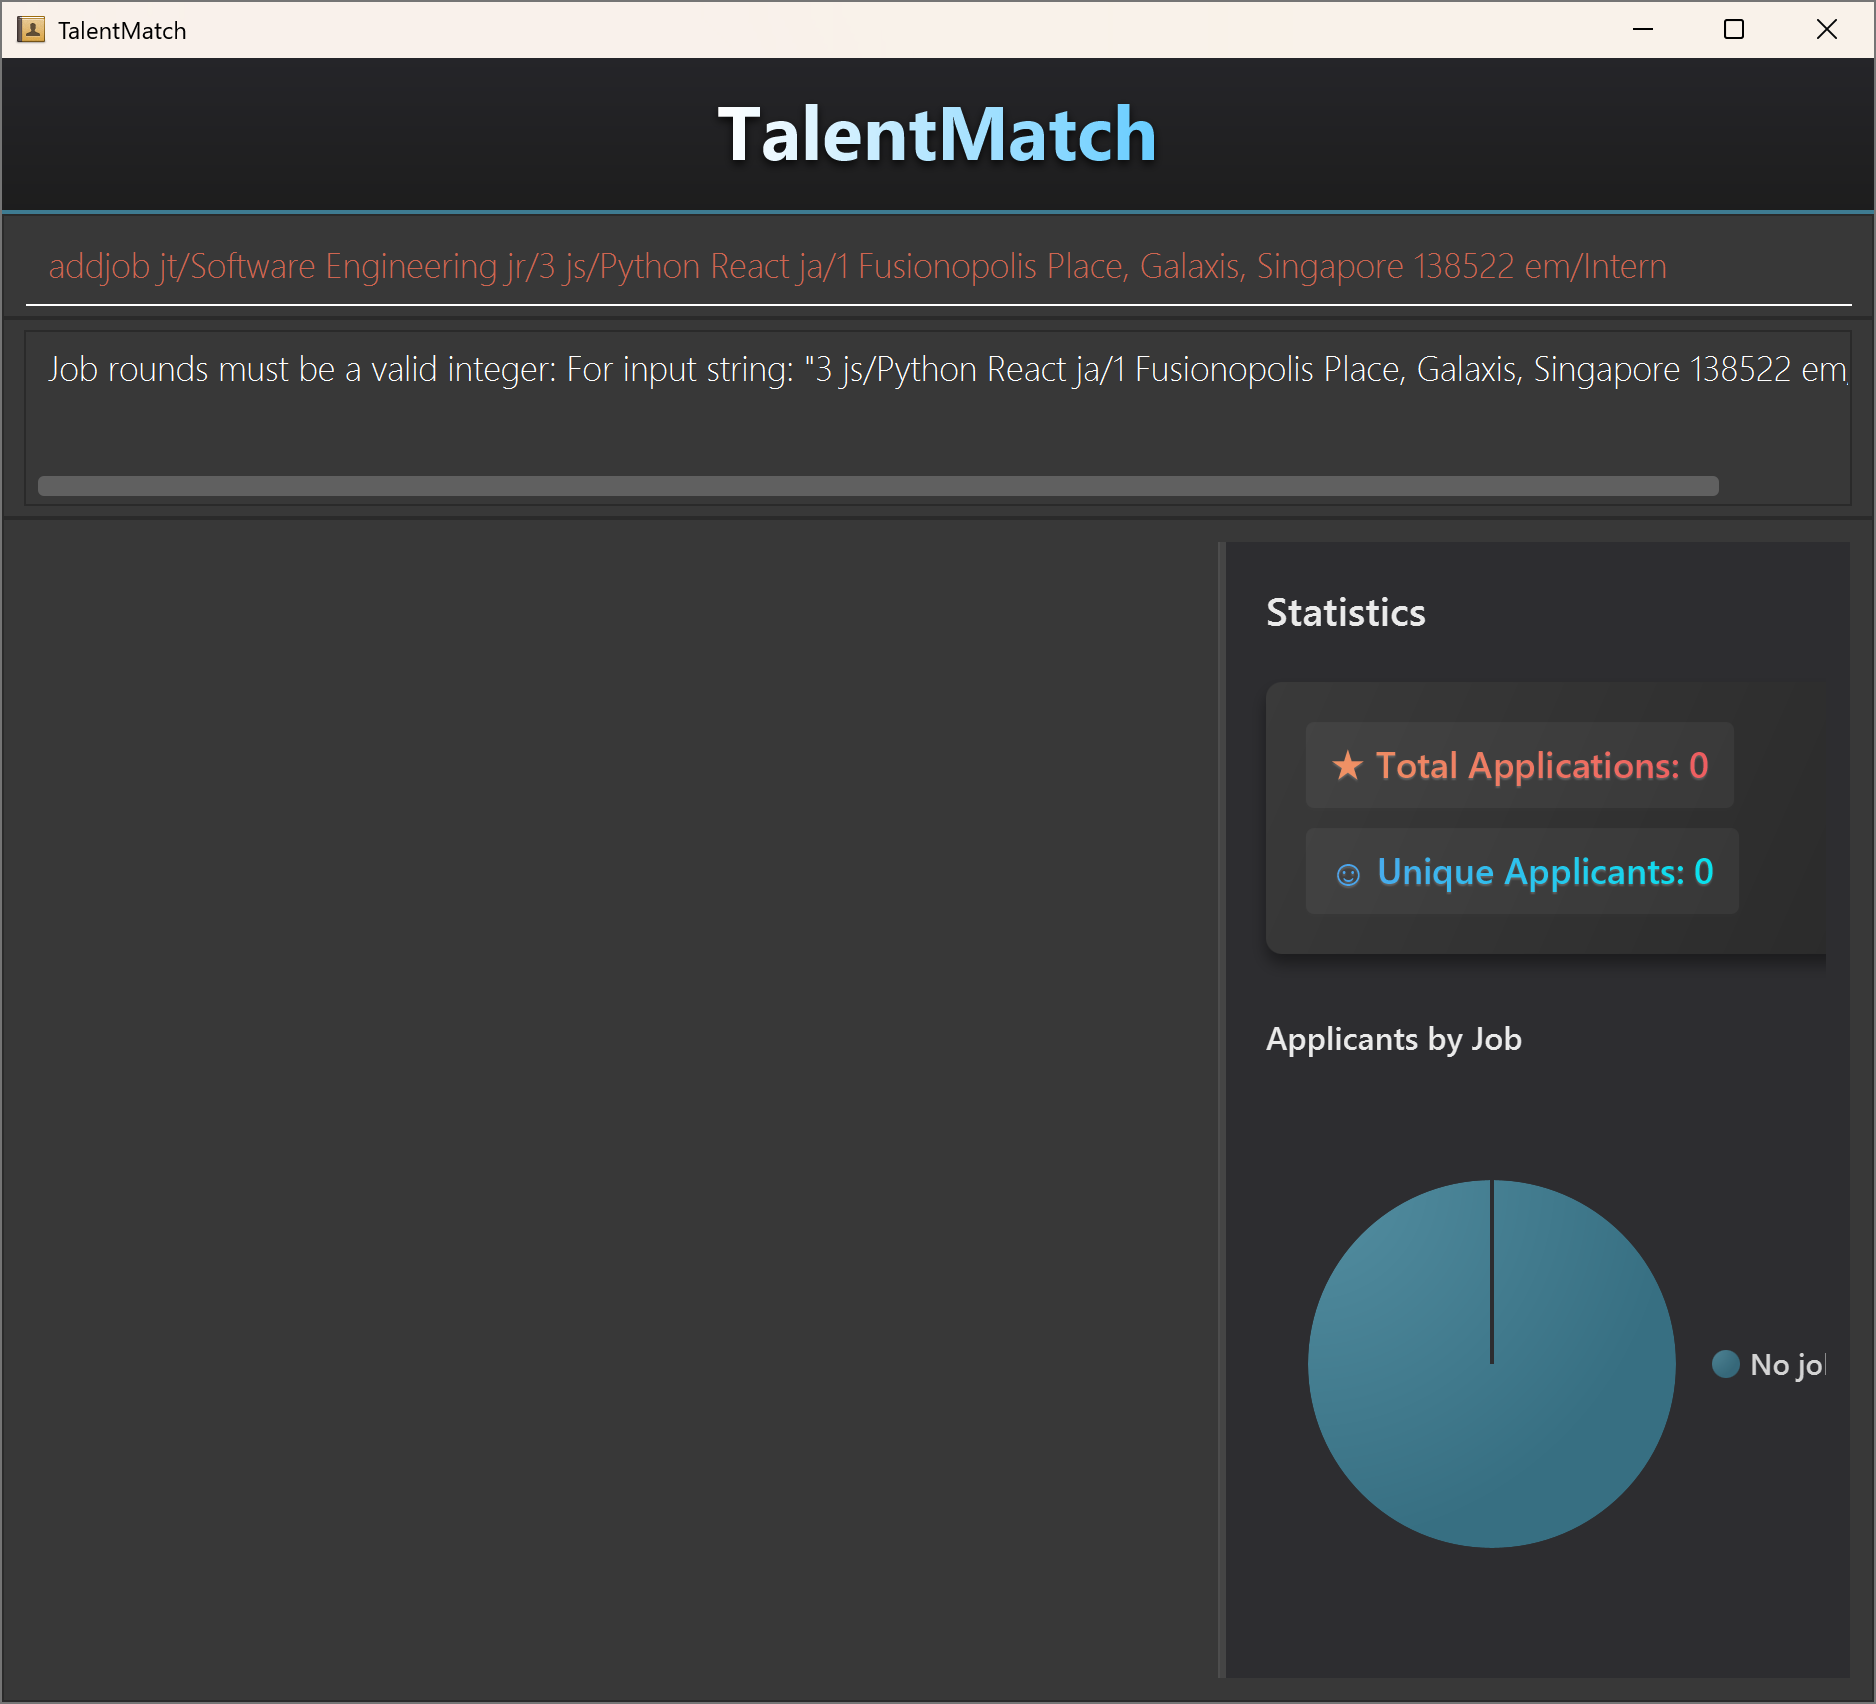 TalentMatch
TalentMatch
addjob jt/Software Engineering jr/3 js/Python React ja/1 Fusionopolis Place, Galaxis, Singapore 138522 em/Intern
Job rounds must be a valid integer: For input string: "3 js/Python React ja/1 Fusionopolis Place, Galaxis, Singapore 138522 em/
Statistics
★ Total Applications: 0
☺ Unique Applicants: 0
Applicants by Job
No jo